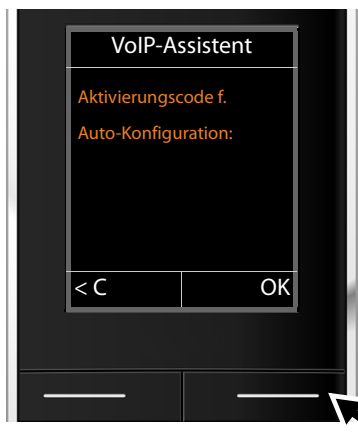 VoIP-Assistent
Aktivierungscode f.
Auto-Konfiguration:
< C OK